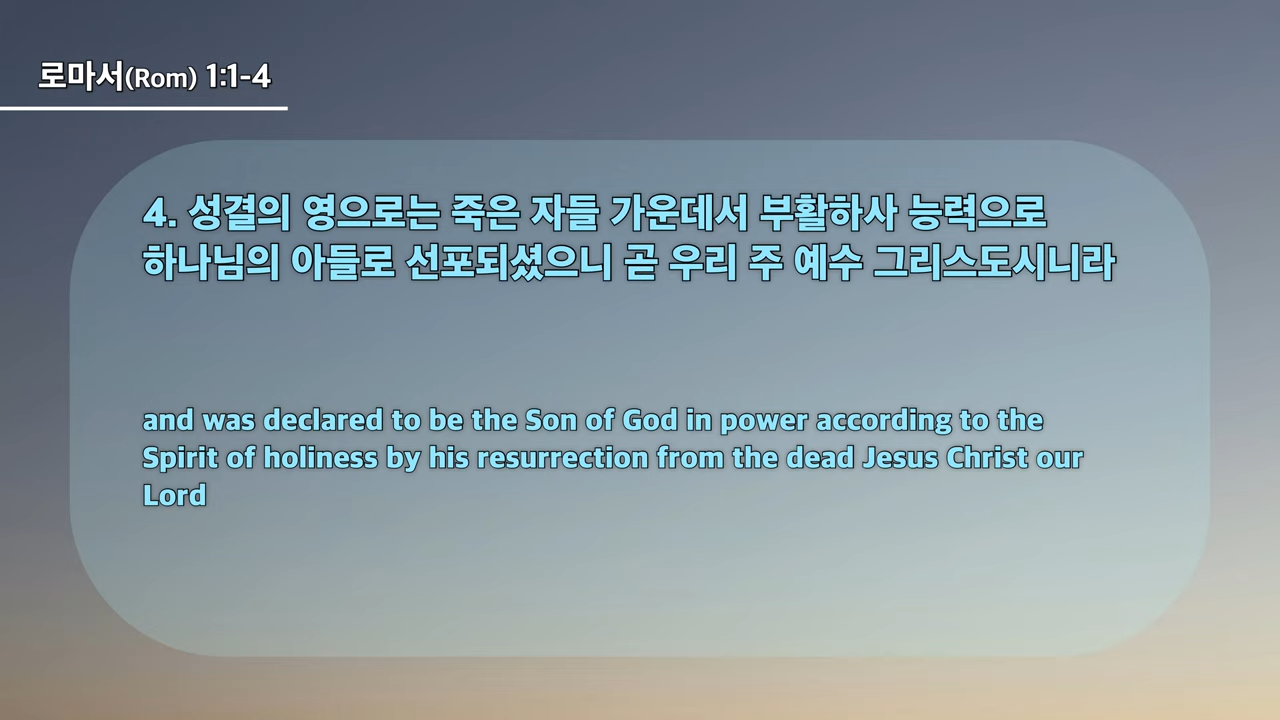 로마서(Rom) 1:1-4
4. 성결의 영으로는 죽은 자들 가운데서 부활하사 능력으로
하나님의 아들로 선포되셨으니 곧 우리 주 예수 그리스도시니라
and was declared to be the Son of God in power according to the
Spirit of holiness by his resurrection from the dead Jesus Christ our
Lord